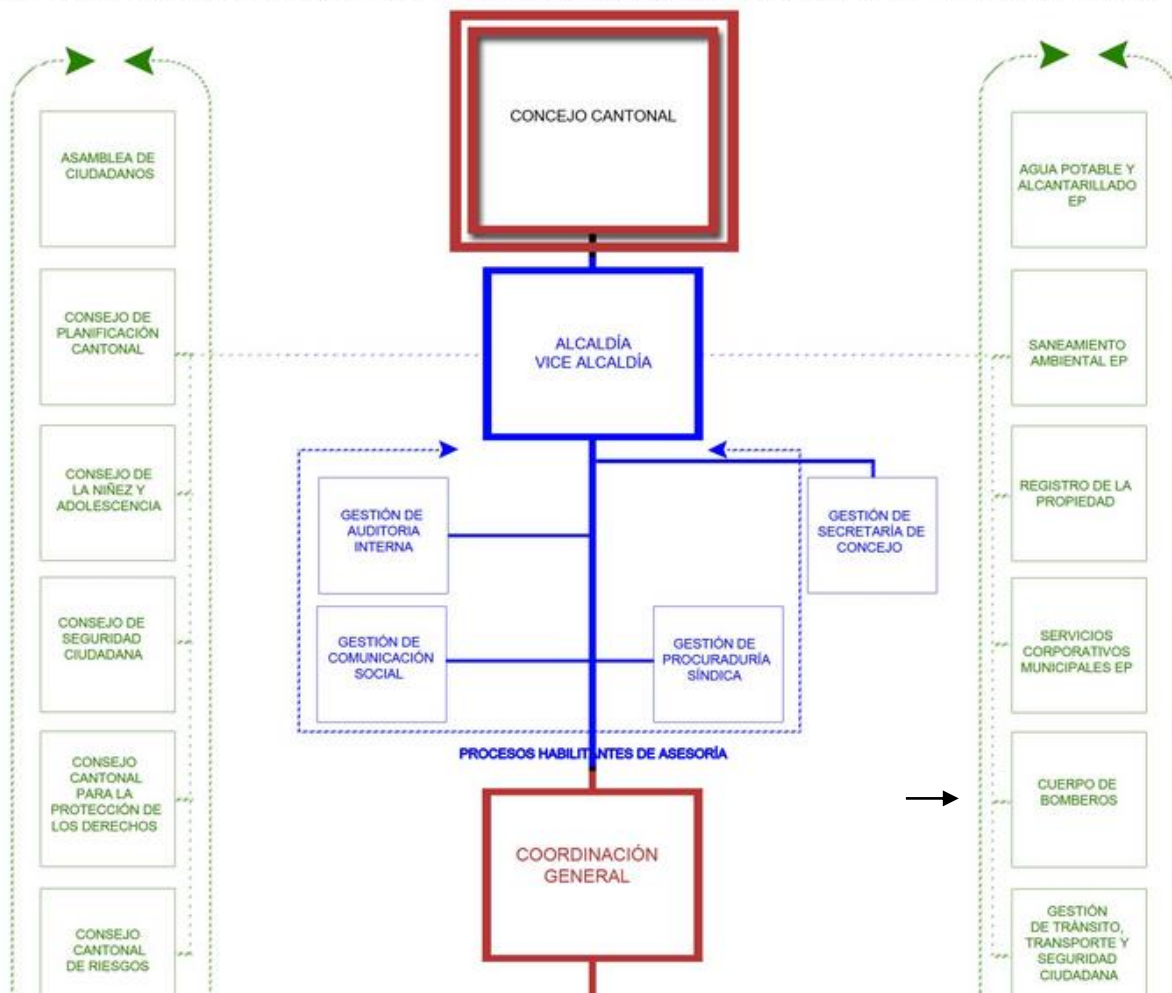 CONCEJO CANTONAL
ASAMBLEA DE
CIUDADANOS
CONSEJO DE
PLANIFICACIÓN
CANTONAL
CONSEJO DE
LA NIÑEZ Y
ADOLESCENCIA
CONSEJO DE
SEGURIDAD
CIUDADANA
CONSEJO
CANTONAL
PARA LA
PROTECCIÓN DE
LOS DERECHOS
CONSEJO
CANTONAL
DE RIESGOS
ALCALDÍA
VICE ALCALDÍA
GESTIÓN DE
AUDITORIA
INTERNA
GESTIÓN DE
SECRETARÍA DE
CONCEJO
GESTIÓN DE
COMUNICACIÓN
SOCIAL
GESTIÓN DE
PROCURADURÍA
SÍNDICA
PROCESOS HABILITANTES DE ASESORÍA
COORDINACIÓN
GENERAL
AGUA POTABLE Y
ALCANTARILLADO
EP
SANEAMIENTO
AMBIENTAL EP
REGISTRO DE LA
PROPIEDAD
SERVICIOS
CORPORATIVOS
MUNICIPALES EP
CUERPO DE
BOMBEROS
GESTIÓN
DE TRÀNSITO,
TRANSPORTE Y
SEGURIDAD
CIUDADANA